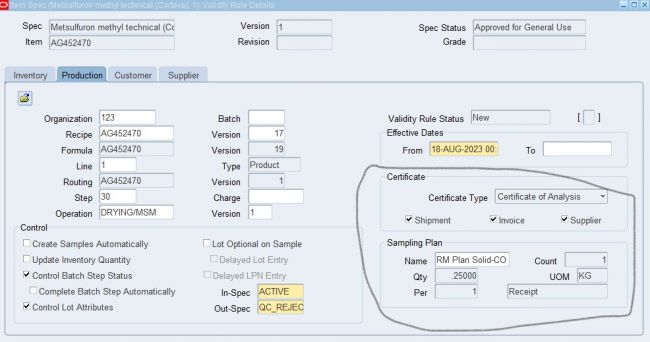 Item Spec (Metsulfuron methyl technical (Corteva), 1): Validity Rule Details
Spec Metsulfuron methyl technical (Co Version 1 Spec Status Approved for General Use
Item AG452470 Revision Grade
Inventory Production Customer Supplier
Organization 123 Batch Validity Rule Status New [ ]
Recipe AG452470 Version 17 Effective Dates
Formula AG452470 Version 19 From 18-AUG-2023 00: To
Line 1 Type Product
Routing AG452470 Version 1 Certificate
Step 30 Charge Certificate Type Certificate of Analysis
Operation DRYING/MSM Version 1 Shipment Invoice Supplier
Control
Create Samples Automatically Lot Optional on Sample Sampling Plan
Update Inventory Quantity Delayed Lot Entry Name RM Plan Solid-CO Count 1
Control Batch Step Status Delayed LPN Entry Qty .25000 UOM KG
Complete Batch Step Automatically In-Spec ACTIVE Per 1 Receipt
Control Lot Attributes Out-Spec QC_REJEC